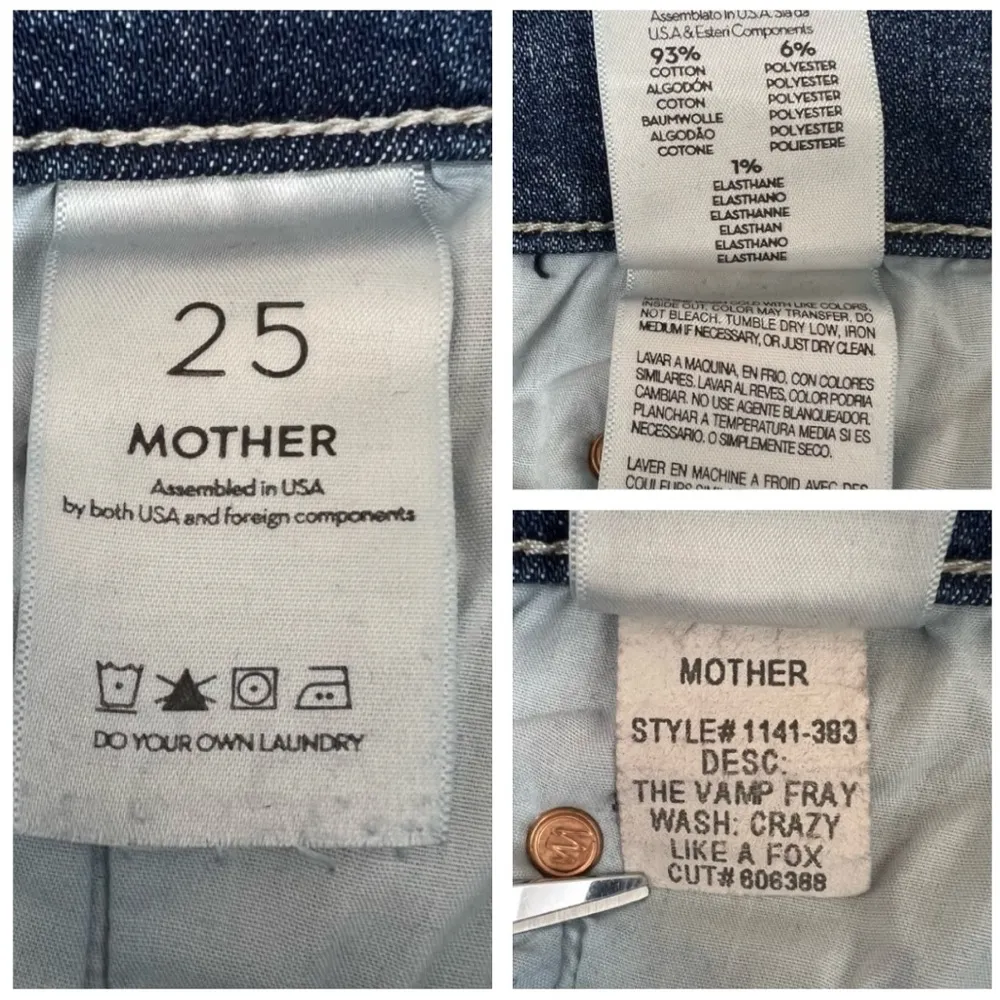 25
MOTHER
Assembled in USA
by both USA and foreign components
DO YOUR OWN LAUNDRY
Assemblato in U.S.A. Sia da
U.S.A & Esteri Components
93% 6%
COTTON POLYESTER
ALGODÓN POLYESTER
COTON POLYESTER
BAUMWOLLE POLYESTER
ALGODÃO POLYESTER
COTONE POLIESTERE
1%
ELASTHANE
ELASTHANO
ELASTHANNE
ELASTHAN
ELASTHANO
ELASTHANE
COLD WITH LIKE COLORS,
INSIDE OUT, COLOR MAY TRANSFER. DO
NOT BLEACH. TUMBLE DRY LOW, IRON
MEDIUM IF NECESSARY, OR JUST DRY CLEAN.
LAVAR A MAQUINA, EN FRIO, CON COLORES
SIMILARES. LAVAR AL REVES, COLOR PODRIA
CAMBIAR. NO USE AGENTE BLANQUEADOR.
PLANCHAR A TEMPERATURA MEDIA SI ES
NECESARIO. O SIMPLEMENTE SECO.
LAVER EN MACHINE A FROID AVEC DES
COULEURS
MOTHER
STYLE# 1141-383
DESC:
THE VAMP FRAY
WASH: CRAZY
LIKE A FOX
CUT# 606388